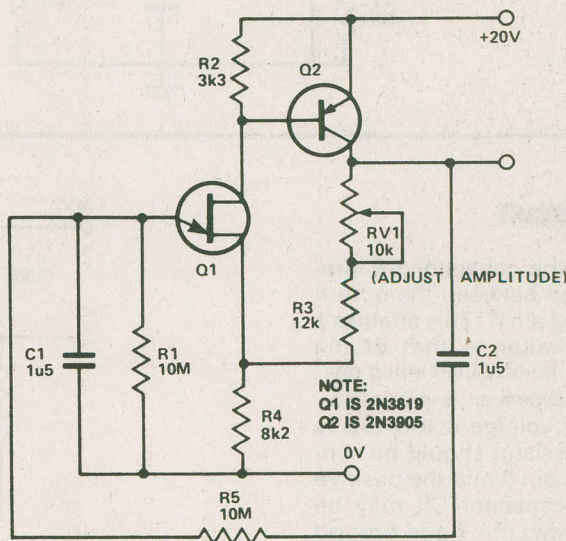 +20V
R2
3k3
Q2
Q1
RV1
10k
(ADJUST AMPLITUDE)
R3
12k
C1
1u5
R1
10M
C2
1u5
NOTE:
Q1 IS 2N3819
Q2 IS 2N3905
R4
8k2
0V
R5
10M